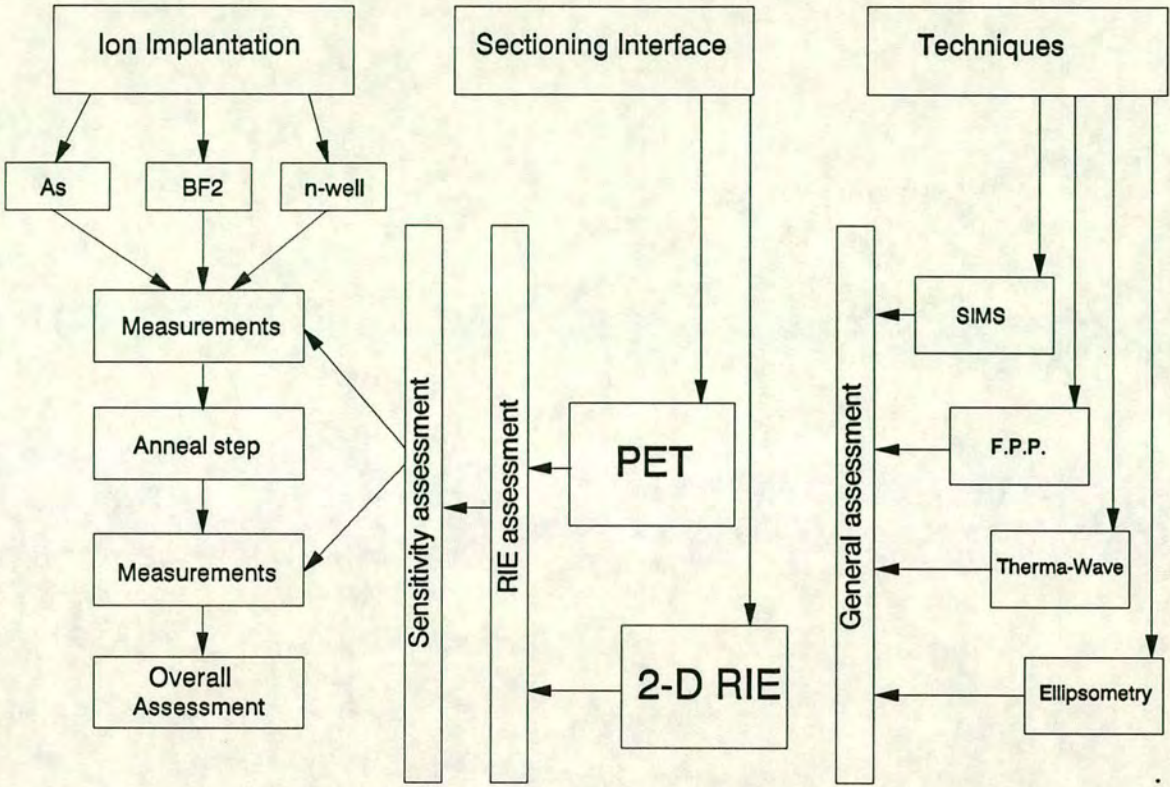 Ion Implantation
Sectioning Interface
Techniques
As
BF2
n-well
Measurements
Anneal step
Measurements
Overall
Assessment
Sensitivity assessment
RIE assessment
PET
2-D RIE
General assessment
SIMS
F.P.P.
Therma-Wave
Ellipsometry